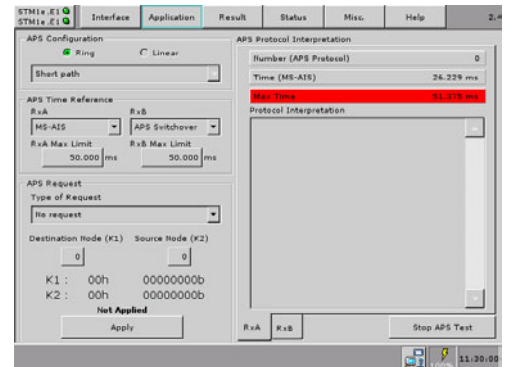 STM1e.E1
STM1e.E1
Interface Application Result Status Misc. Help
APS Configuration
Ring Linear
Short path
APS Time Reference
RxA RxB
MS-AIS APS Switchover
RxA Max Limit RxB Max Limit
50.000 ms 50.000 ms
APS Request
Type of Request
No request
Destination Node (K1) Source Node (K2)
0 0
K1 : 00h 00000000b
K2 : 00h 00000000b
Not Applied
Apply
APS Protocol Interpretation
Number (APS Protocol) 0
Time (MS-AIS) 26.229 ms
Max Time 51.375 ms
Protocol Interpretation
RxA RxB
Stop APS Test
100% 11:30:00